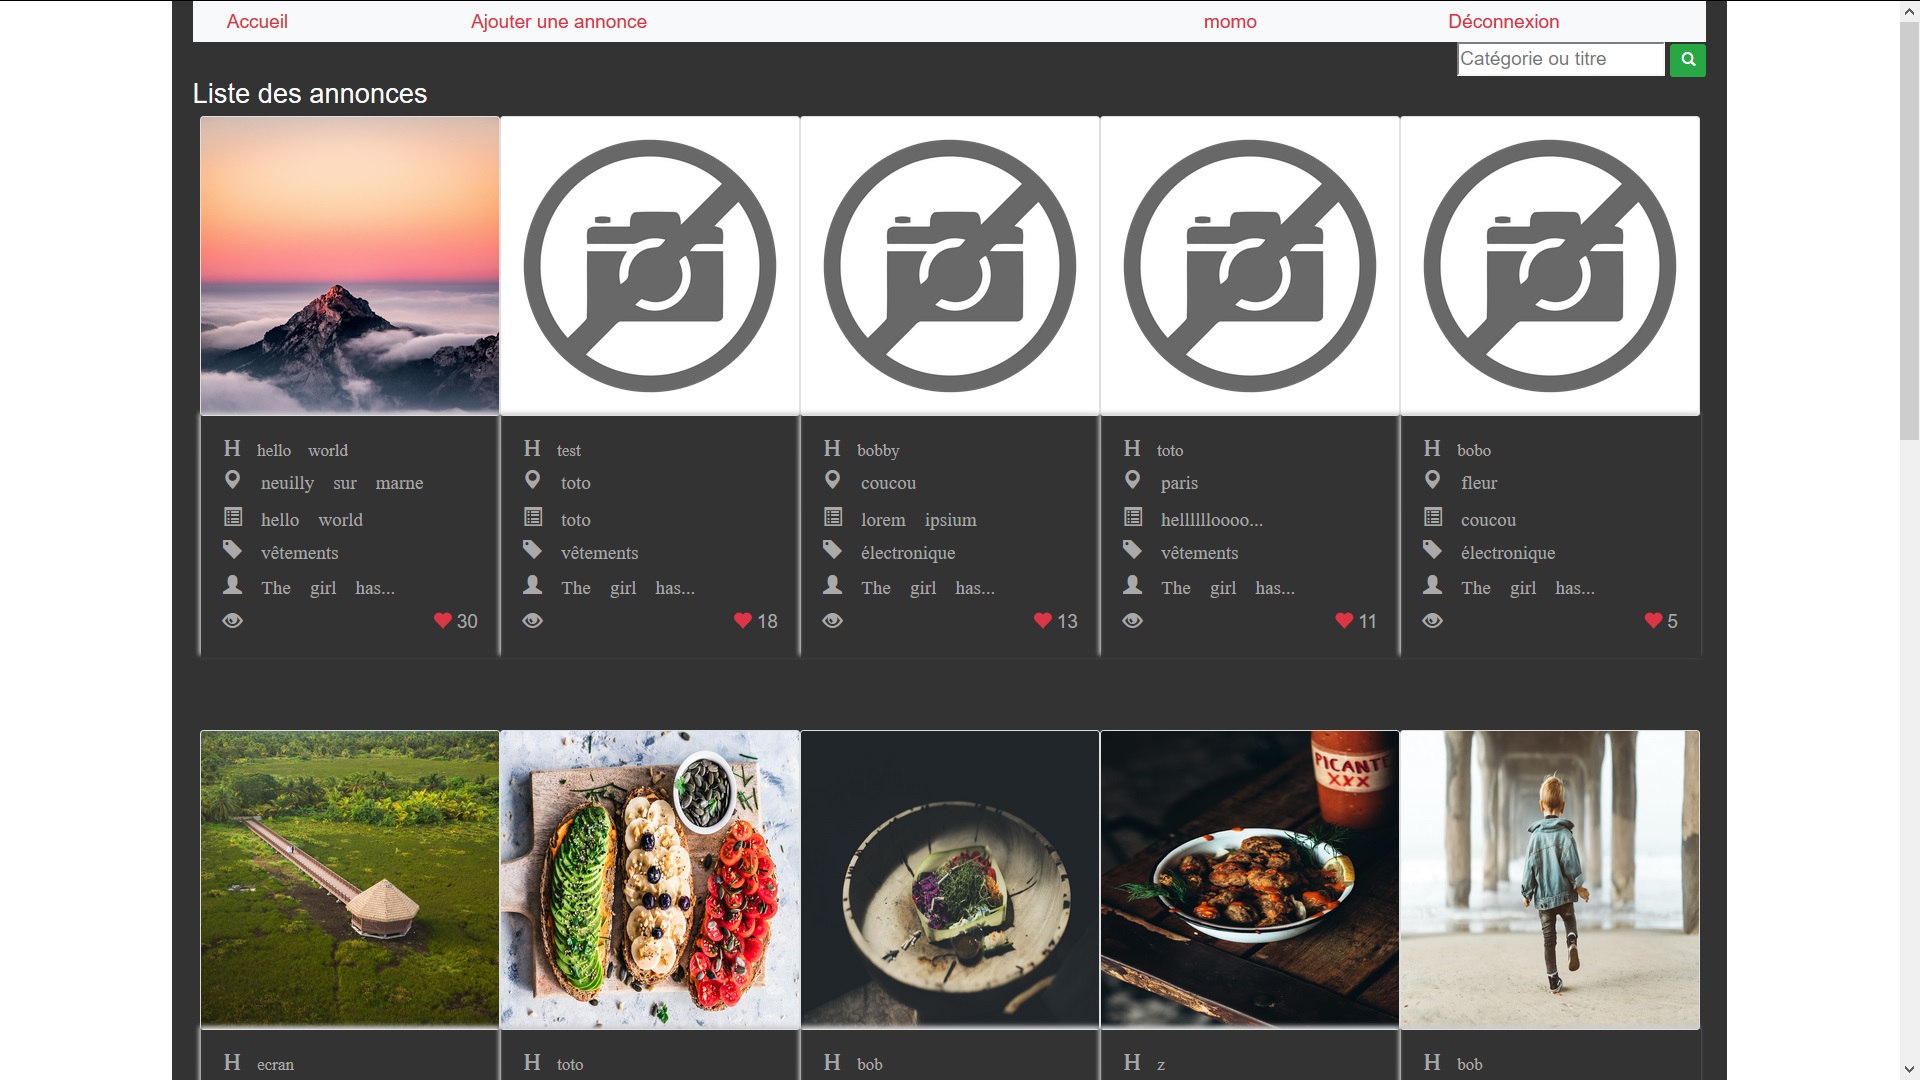 Accueil Ajouter une annonce momo Déconnexion
Catégorie ou titre
Liste des annonces
H hello world
neuilly sur marne
hello world
vêtements
The girl has...
30
H test
toto
toto
vêtements
The girl has...
18
H bobby
coucou
lorem ipsium
électronique
The girl has...
13
H toto
paris
helllllloooo...
vêtements
The girl has...
11
H bobo
fleur
coucou
électronique
The girl has...
5
PICANTE
XXX
H ecran
H toto
H bob
H z
H bob